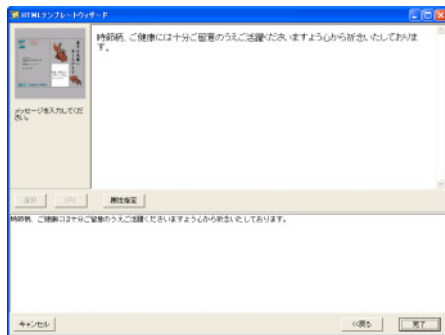 HTMLテンプレートウィザード
時節柄、ご健康には十分ご留意のうえご活躍くださいますよう心から祈念いたしておりま
す。
メッセージを入力してくだ
さい。
選択
URL
属性指定
時節柄、ご健康には十分ご留意のうえご活躍くださいますよう心から祈念いたしております。
キャンセル
<<戻る
完了